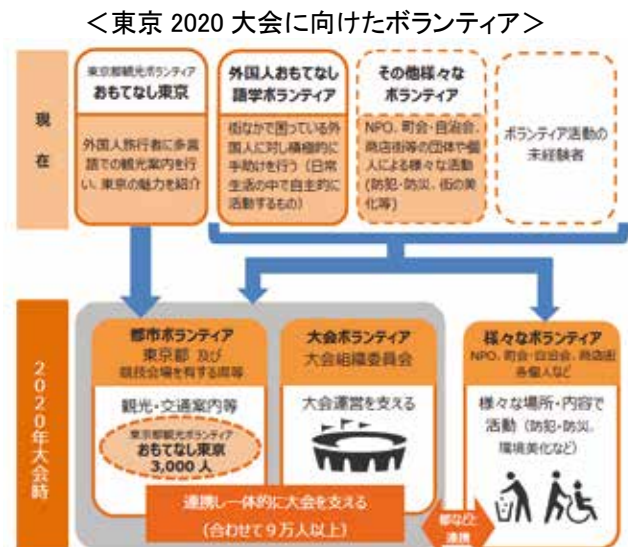 ＜東京 2020 大会に向けたボランティア＞
現在
東京都観光ボランティア
おもてなし東京
外国人旅行者に多言
語での観光案内を行
い、東京の魅力を紹介
外国人おもてなし
語学ボランティア
街なかで困っている外国
人に対し積極的に
手助けを行う（日常
生活の中で自主的に
活動するもの）
その他様々な
ボランティア
NPO、町会・自治会、
商店街等の団体や個
人による様々な活動
(防犯・防災、街の美
化等)
ボランティア活動の
未経験者
2020年大会時
都市ボランティア
東京都 及び
競技会場を有する県等
観光・交通案内等
東京都観光ボランティア
おもてなし東京
3,000 人
大会ボランティア
大会組織委員会
大会運営を支える
様々なボランティア
NPO、町会・自治会、商店街
各個人など
様々な場所・内容で
活動（防犯・防災、
環境美化など）
連携し一体的に大会を支える
（合わせて９万人以上）
都などと
連携